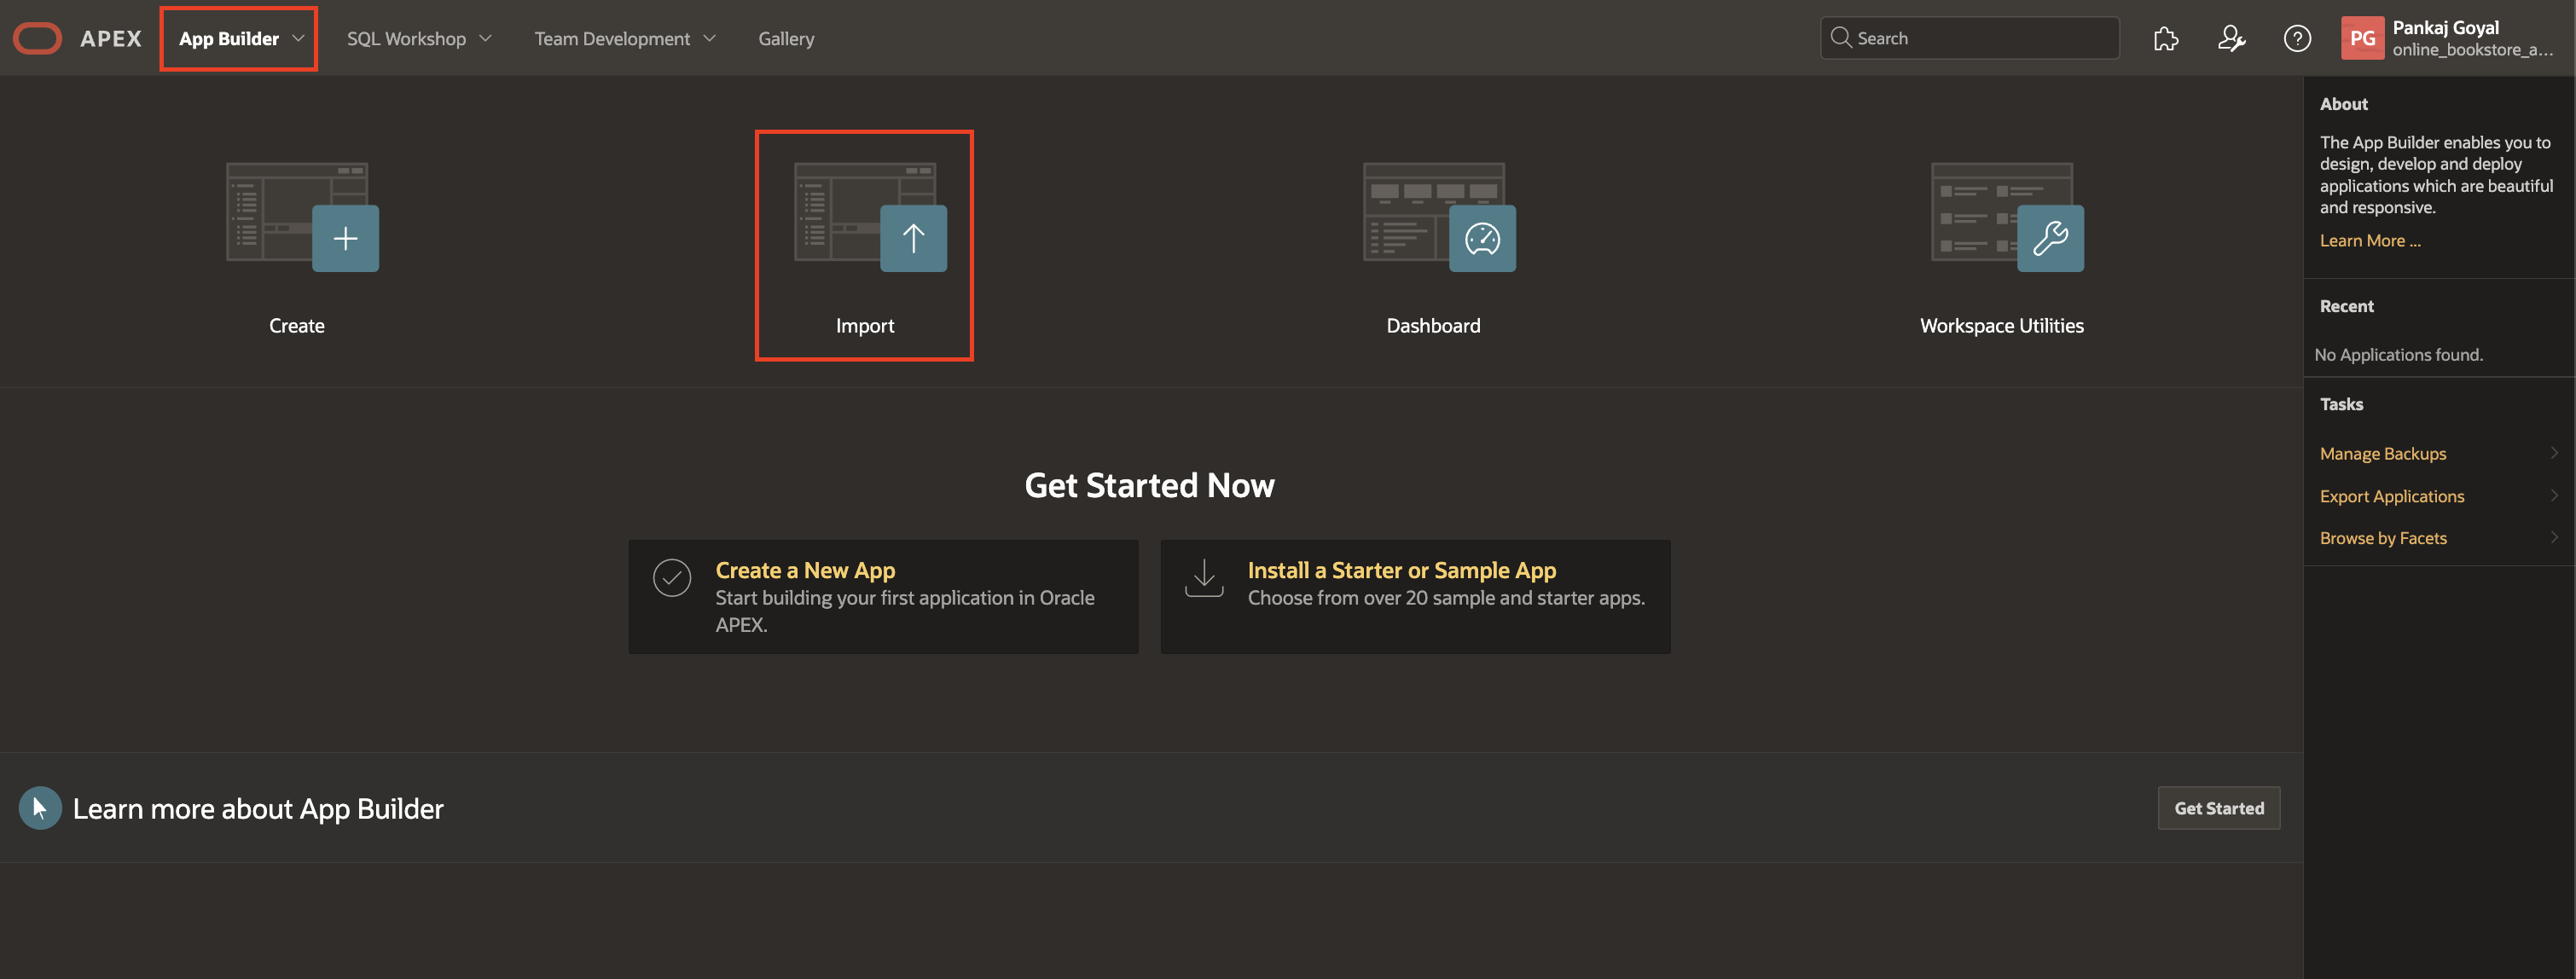 APEX App Builder SQL Workshop Team Development Gallery Search PG Pankaj Goyal
online_bookstore_a...
About
The App Builder enables you to
design, develop and deploy
applications which are beautiful
and responsive.
Learn More ...
Create Import Dashboard Workspace Utilities
Recent
No Applications found.
Tasks
Manage Backups
Export Applications
Browse by Facets
Get Started Now
Create a New App
Start building your first application in Oracle
APEX.
Install a Starter or Sample App
Choose from over 20 sample and starter apps.
Learn more about App Builder Get Started